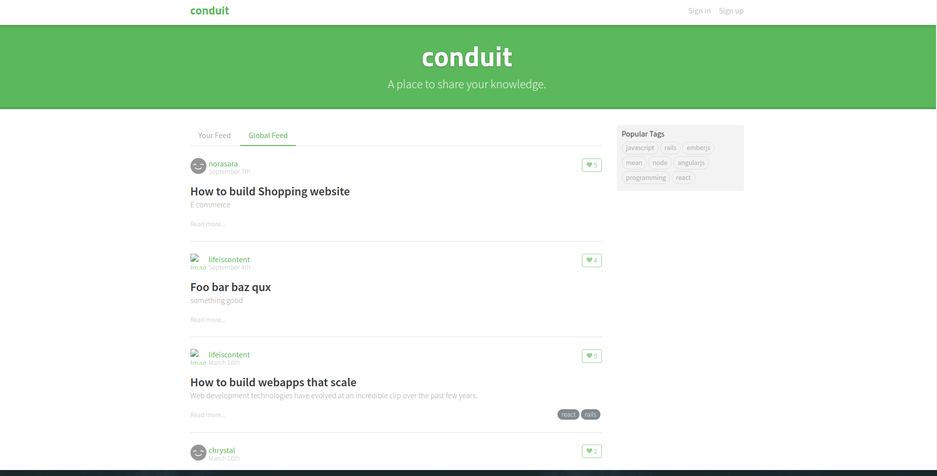 conduit
Sign in Sign up
conduit
A place to share your knowledge.
Your Feed Global Feed
Popular Tags
javascript rails emberjs
mean node angularjs
programming react
norasara
September 7th
5
How to build Shopping website
E commerce
Read more...
lifeiscontent
September 4th
4
Foo bar baz qux
something good
Read more...
lifeiscontent
March 16th
5
How to build webapps that scale
Web development technologies have evolved at an incredible clip over the past few years.
Read more...
react rails
chrystal
March 10th
2